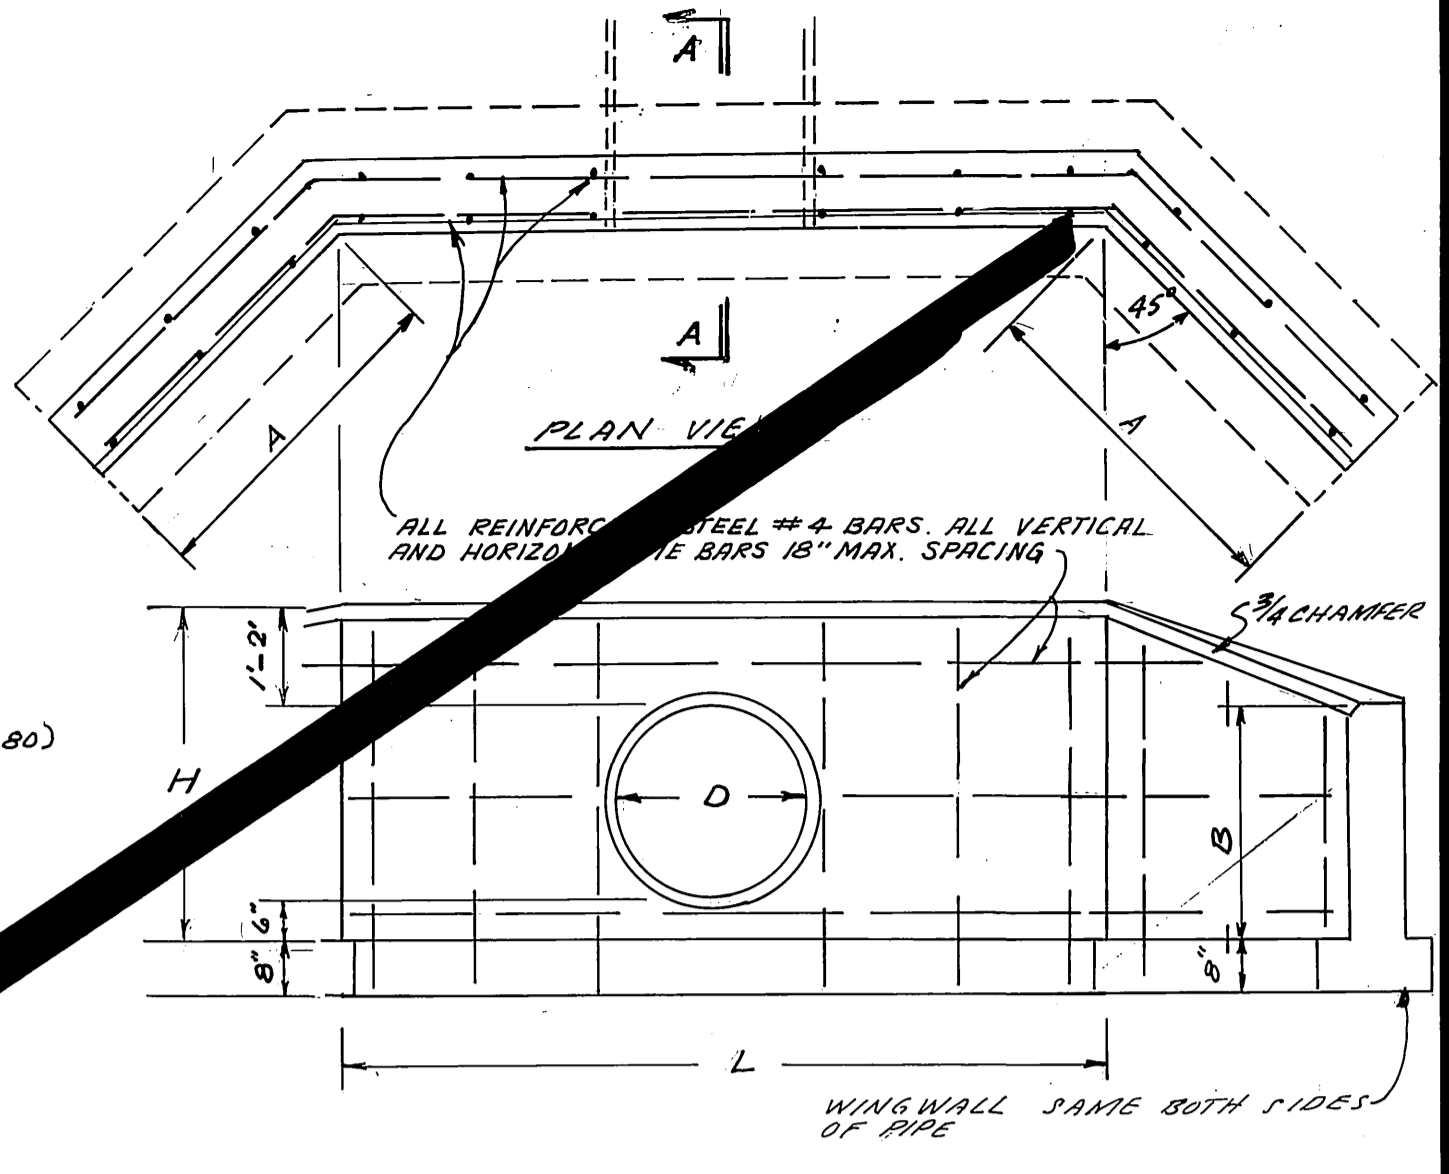 A
45°
A
A
A
PLAN VIE
ALL REINFORC STEEL #4 BARS. ALL VERTICAL
AND HORIZON BARS 18" MAX. SPACING
3/4 CHAMFER
1'-2"
80)
H
D
B
6"
8"
8"
L
WINGWALL SAME BOTH SIDES
OF PIPE